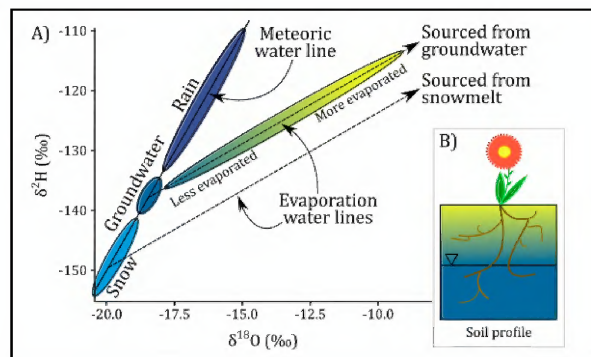 A)
-110
-120
-130
-140
-150
δ²H (‰)
-20.0
-17.5
-15.0
-12.5
-10.0
δ¹⁸O (‰)
Meteoric
water line
Rain
Groundwater
Snow
Less evaporated
More evaporated
Evaporation
water lines
Sourced from
groundwater
Sourced from
snowmelt
B)
Soil profile